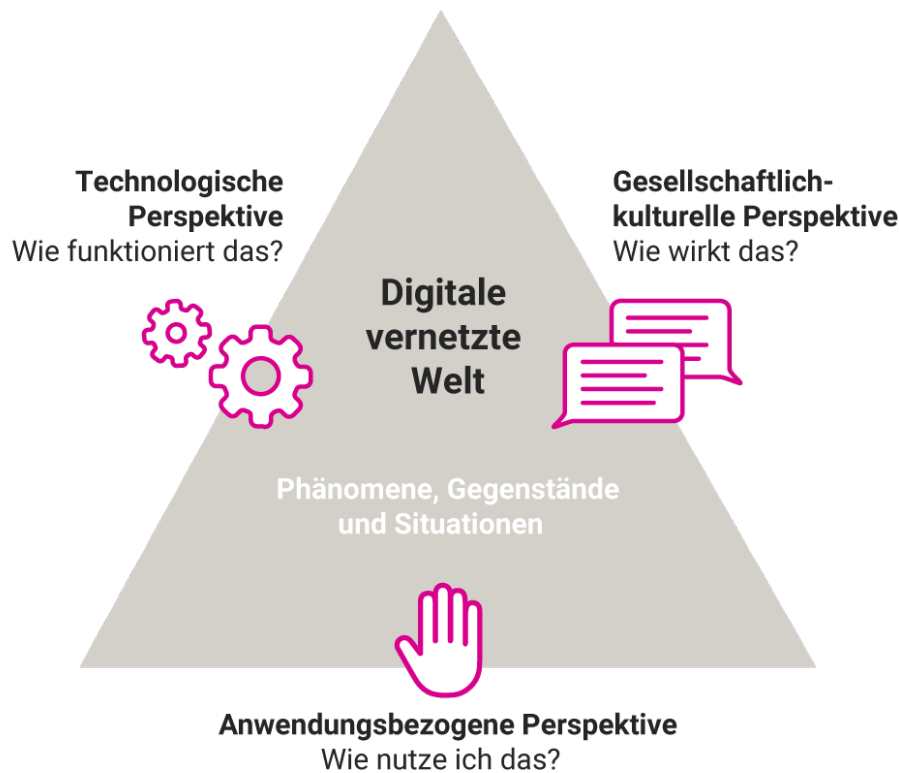 Technologische
Perspektive
Wie funktioniert das?
Gesellschaftlich-
kulturelle Perspektive
Wie wirkt das?
Digitale
vernetzte
Welt
Phänomene, Gegenstände
und Situationen
Anwendungsbezogene Perspektive
Wie nutze ich das?